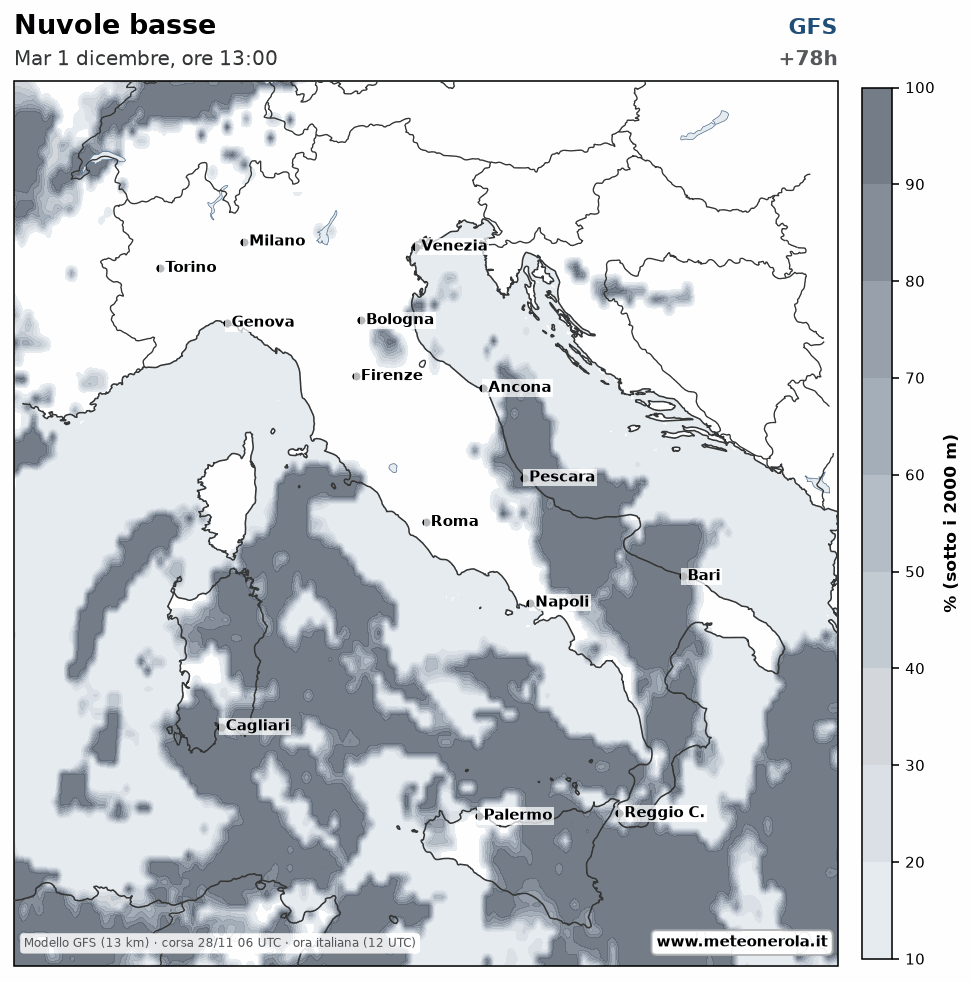 Nuvole basse
GFS
Mar 1 dicembre, ore 13:00
+78h
100
90
80
70
60
50
40
30
20
10
% (sotto i 2000 m)
Milano
Venezia
Torino
Genova
Bologna
Firenze
Ancona
Pescara
Roma
Bari
Napoli
Cagliari
Palermo
Reggio C.
Modello GFS (13 km) · corsa 28/11 06 UTC · ora italiana (12 UTC)
www.meteonerola.it